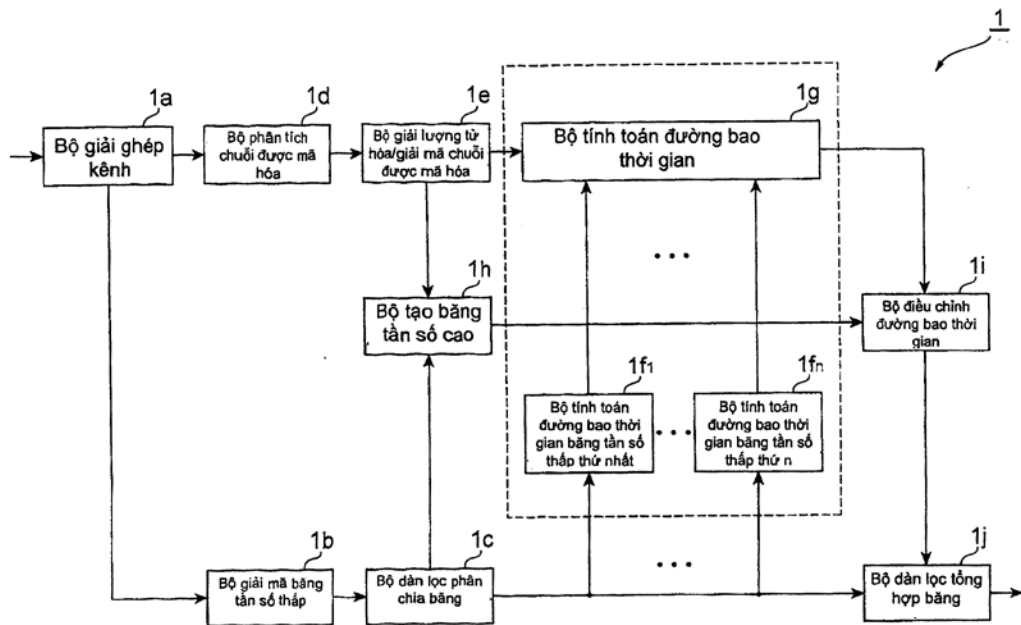 1
1a
Bộ giải ghép
kênh
1d
Bộ phân tích
chuỗi được mã
hóa
1e
Bộ giải lượng tử
hóa/giải mã chuỗi
được mã hóa
1g
Bộ tính toán đường bao
thời gian
1h
Bộ tạo băng
tần số cao
1i
Bộ điều chỉnh
đường bao thời
gian
1f1
Bộ tính toán
đường bao thời
gian băng tần số
thấp thứ nhất
1fn
Bộ tính toán
đường bao thời
gian băng tần số
thấp thứ n
1b
Bộ giải mã băng
tần số thấp
1c
Bộ dàn lọc phân
chia băng
1j
Bộ dàn lọc tổng
hợp băng